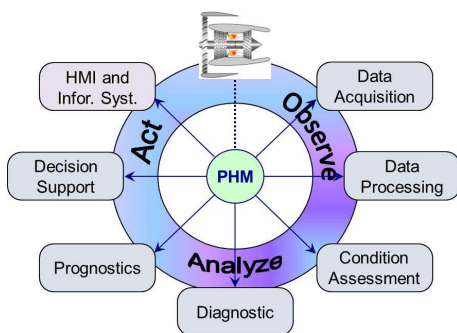 HMI and
Infor. Syst.
Data
Acquisition
Act
Observe
Decision
Support
PHM
Data
Processing
Prognostics
Analyze
Condition
Assessment
Diagnostic